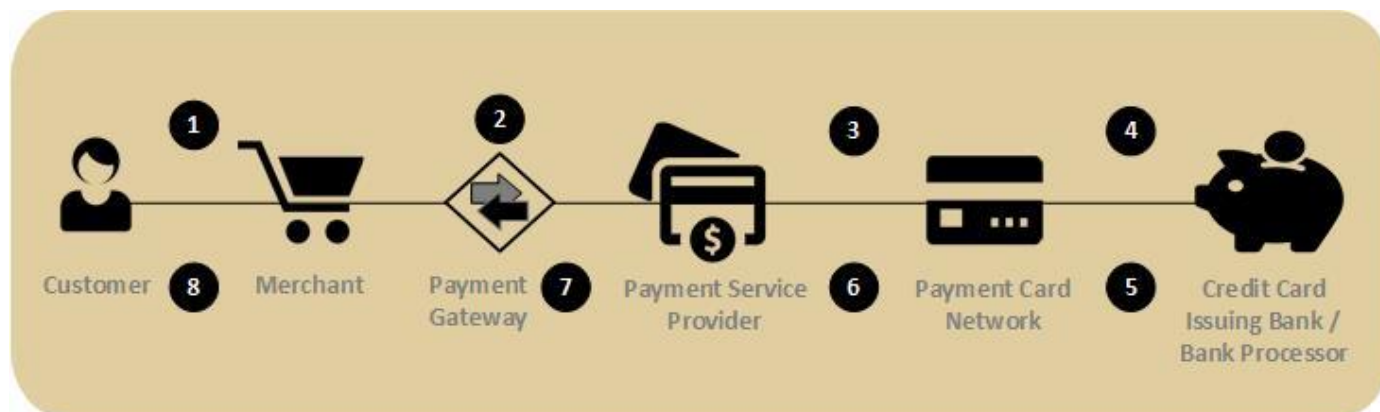 1
2
3
4
$
Customer
8
Merchant
Payment
Gateway
7
Payment Service
Provider
6
Payment Card
Network
5
Credit Card
Issuing Bank /
Bank Processor